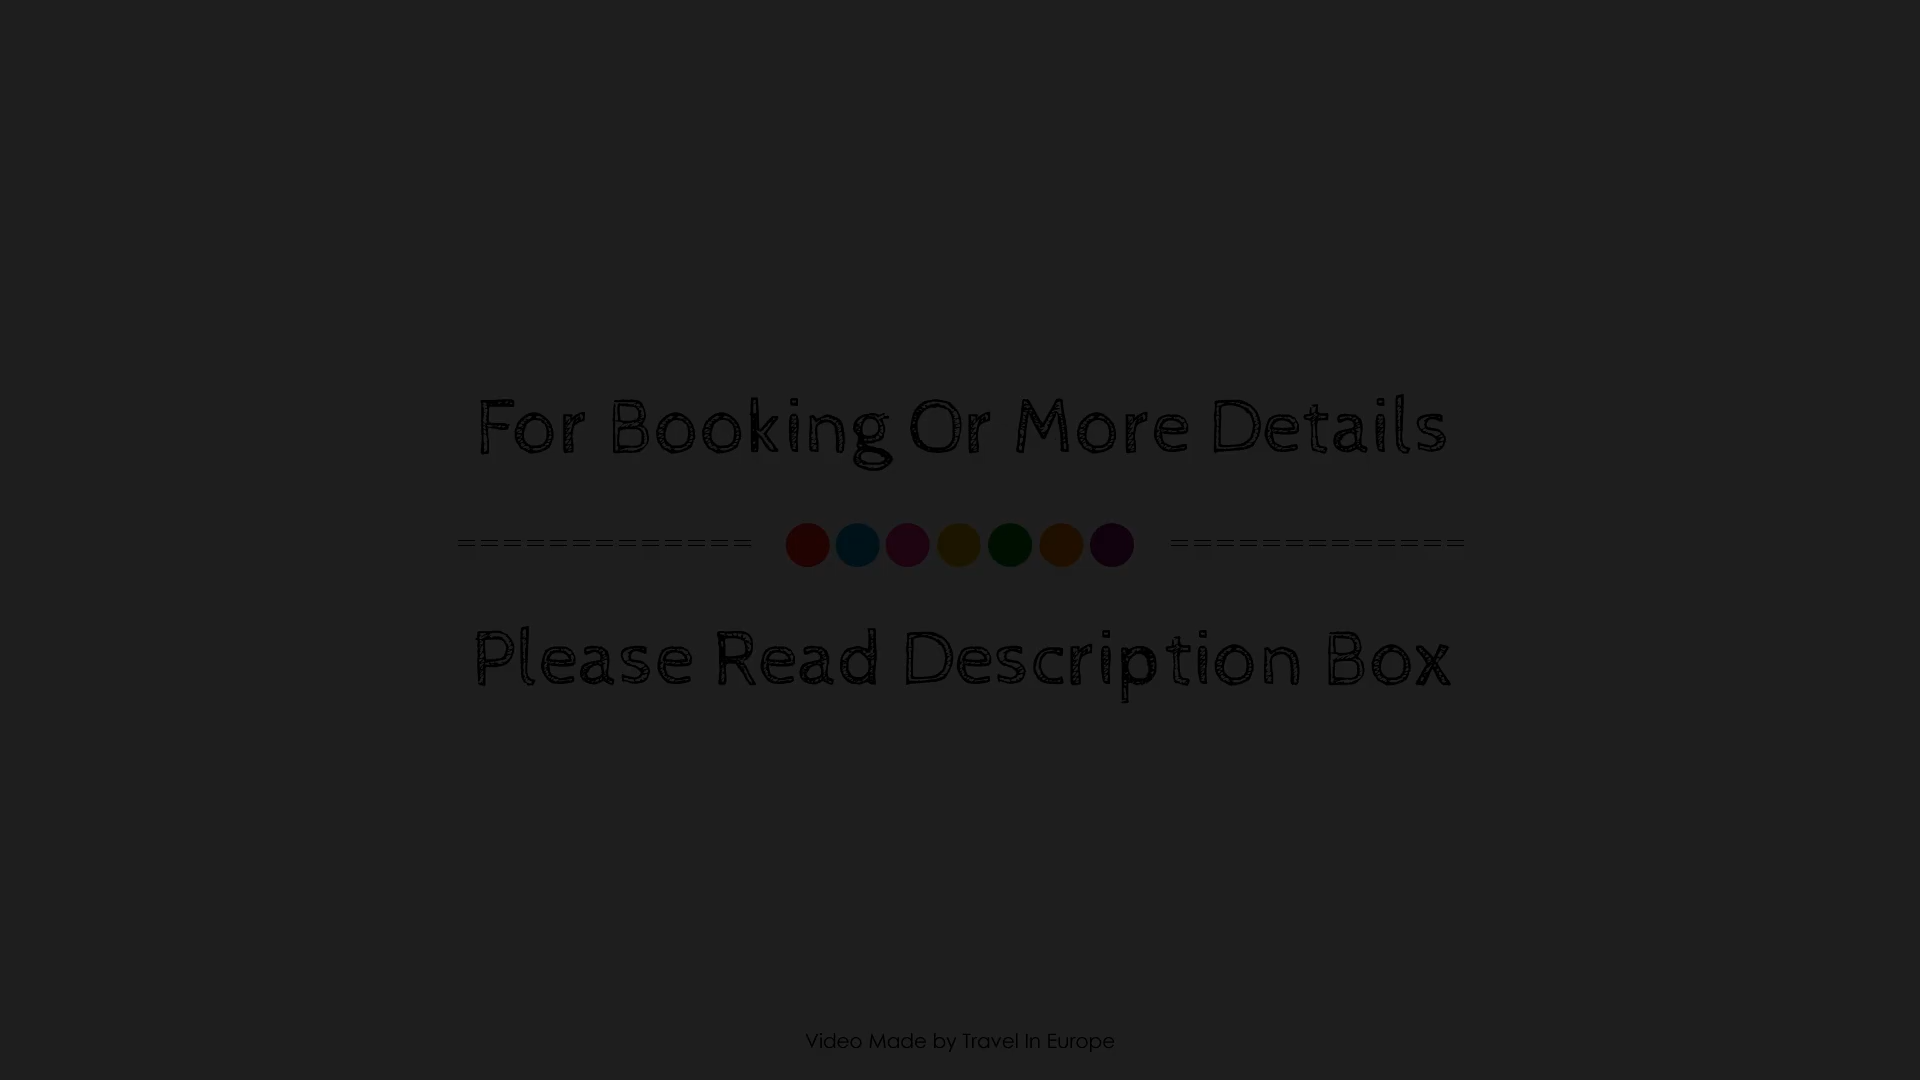 For Booking Or More Details
============= =============
Please Read Description Box
Video Made by Travel In Europe